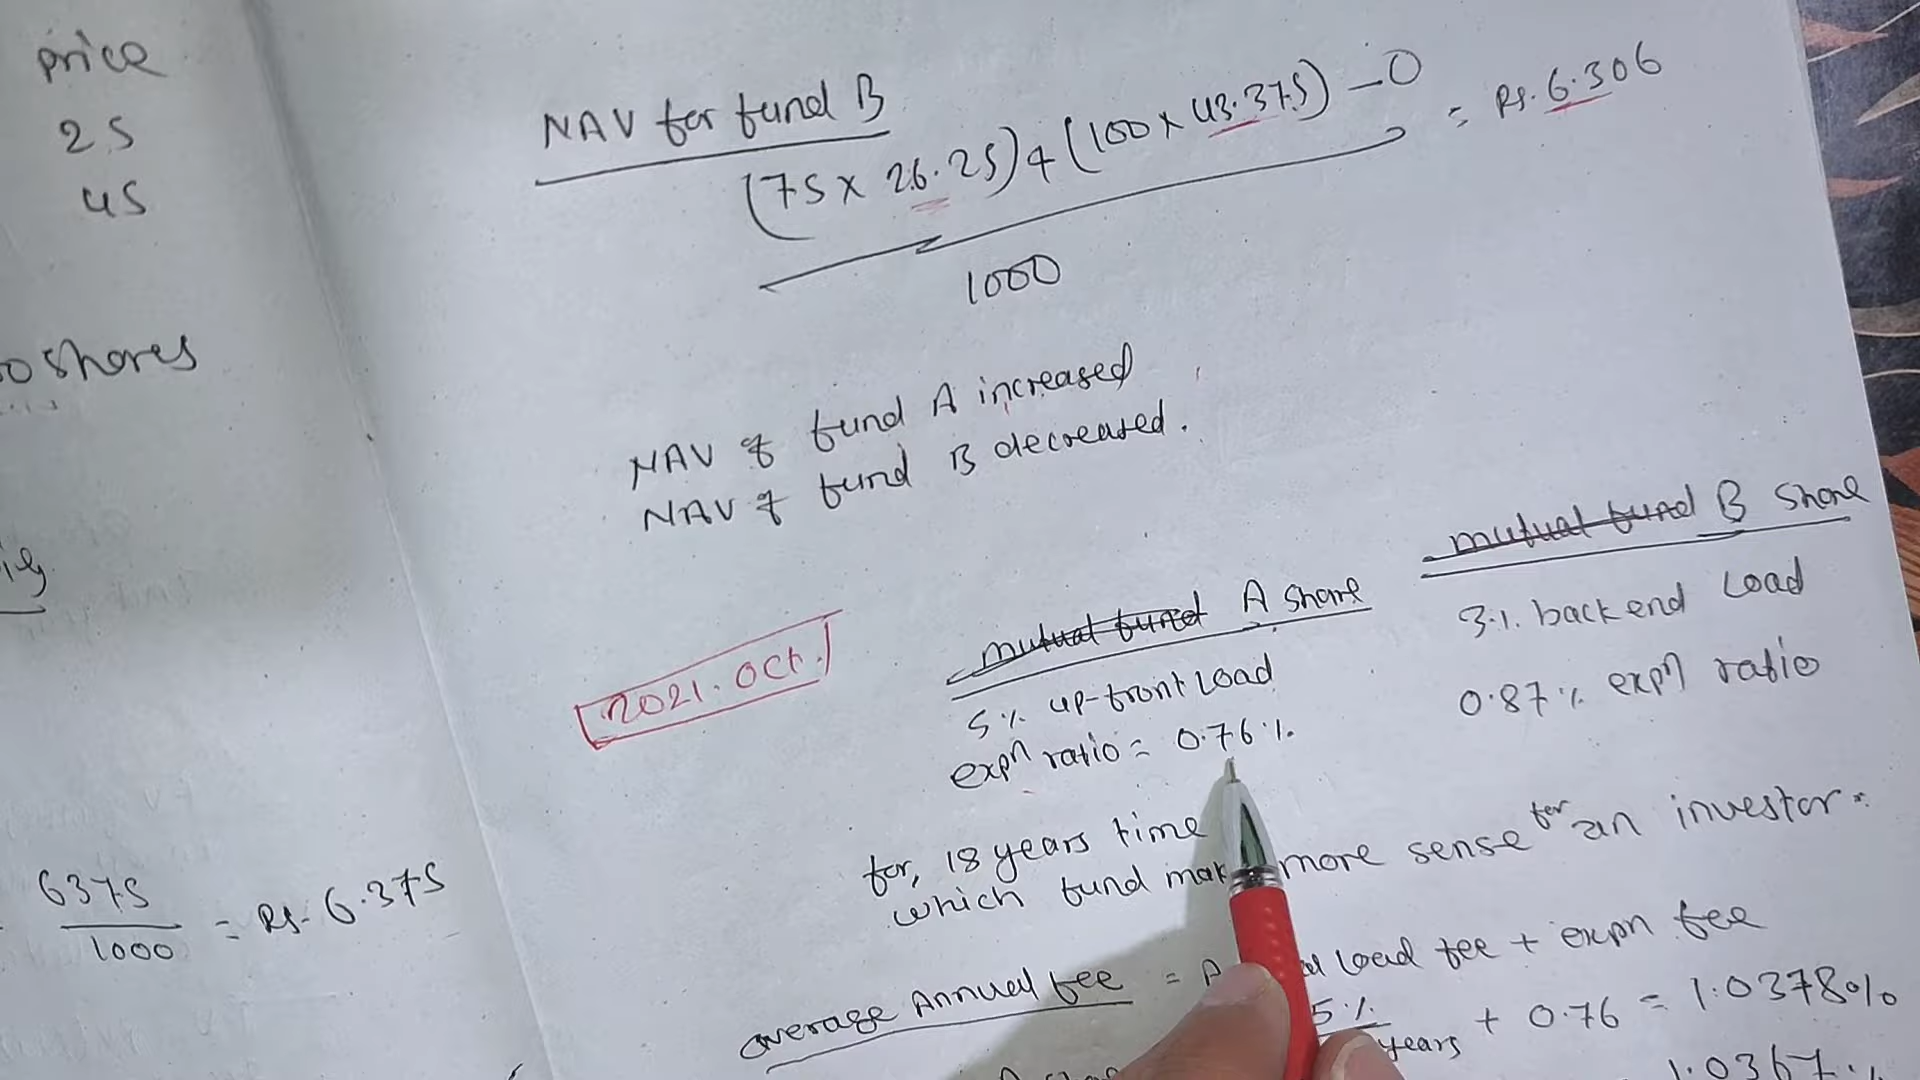 price
25
45
0 shares
6375
1000
= Rs. 6.375
NAV for fund B
(75 x 26.25) + (100 x 43.375) - 0
1000
= Rs. 6.306
NAV of fund A increased
NAV of fund B decreased.
2021. Oct.
mutual fund A share
5% up-front Load
expn ratio = 0.76%.
mutual fund B share
3%. back end Load
0.87% expn ratio
for, 18 years time
which fund mak more sense for an investor.
average Annual fee = A Load fee + expn fee
5%
years
+ 0.76 = 1.0378%
1.0367%